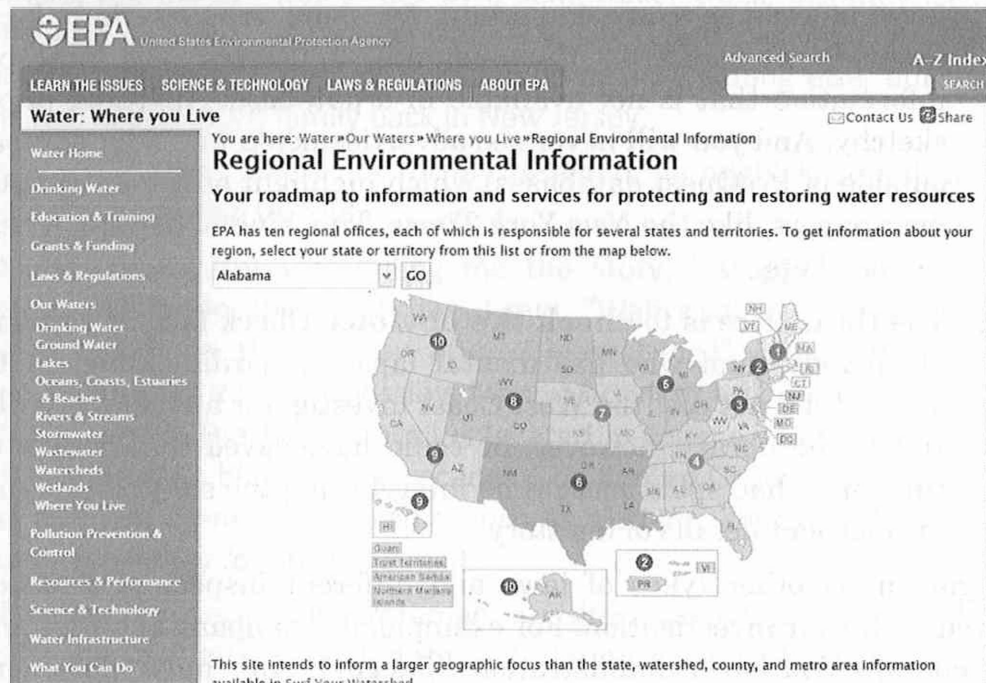 EPA United States Environmental Protection Agency
Advanced Search A-Z Index
LEARN THE ISSUES SCIENCE & TECHNOLOGY LAWS & REGULATIONS ABOUT EPA SEARCH
Water: Where you Live
Contact Us Share
Water Home
Drinking Water
Education & Training
Grants & Funding
Laws & Regulations
Our Waters
Drinking Water
Ground Water
Lakes
Oceans, Coasts, Estuaries
& Beaches
Rivers & Streams
Stormwater
Wastewater
Watersheds
Wetlands
Where You Live
Pollution Prevention &
Control
Resources & Performance
Science & Technology
Water Infrastructure
What You Can Do
You are here: Water»Our Waters»Where you Live»Regional Environmental Information
Regional Environmental Information
Your roadmap to information and services for protecting and restoring water resources
EPA has ten regional offices, each of which is responsible for several states and territories. To get information about your
region, select your state or territory from this list or from the map below.
Alabama GO
WA MT ND MN WI MI NH VT ME
10 OR ID SD NY 1 MA
WY 5 2 RI
8 NE 7 PA 3 CT
NV UT CO IN OH NJ
CA KS MO WV VA DE
KY MD
9 AZ NM TN 4 NC DC
6 AR SC
TX LA MS AL GA
FL
9
HI
Guam
Trust Territories
American Samoa
Northern Mariana
Islands
10 AK
2 VI
PR
This site intends to inform a larger geographic focus than the state, watershed, county, and metro area information
available in Surf Your Watershed